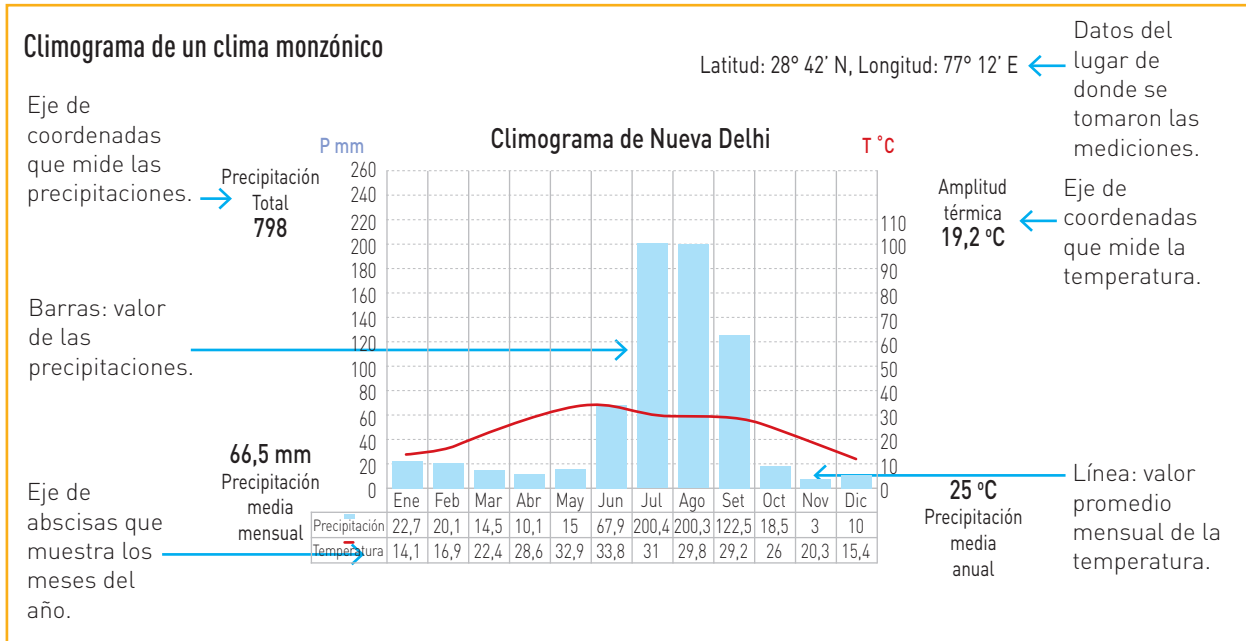 Climograma de un clima monzónico
Latitud: 28° 42’ N, Longitud: 77° 12’ E
Datos del
lugar de
donde se
tomaron las
mediciones.
Eje de
coordenadas
que mide las
precipitaciones.
Precipitación
Total
798
P mm
Climograma de Nueva Delhi
T °C
Amplitud
térmica
19,2 ºC
Eje de
coordenadas
que mide la
temperatura.
260
240
220
200
180
160
140
120
100
80
60
40
20
0
110
100
90
80
70
60
50
40
30
20
10
0
Barras: valor
de las
precipitaciones.
66,5 mm
Precipitación
media
mensual
Eje de
abscisas que
muestra los
meses del
año.
Ene Feb Mar Abr May Jun Jul Ago Set Oct Nov Dic
Precipitación 22,7 20,1 14,5 10,1 15 67,9 200,4 200,3 122,5 18,5 3 10
Temperatura 14,1 16,9 22,4 28,6 32,9 33,8 31 29,8 29,2 26 20,3 15,4
25 ºC
Precipitación
media
anual
Línea: valor
promedio
mensual de la
temperatura.